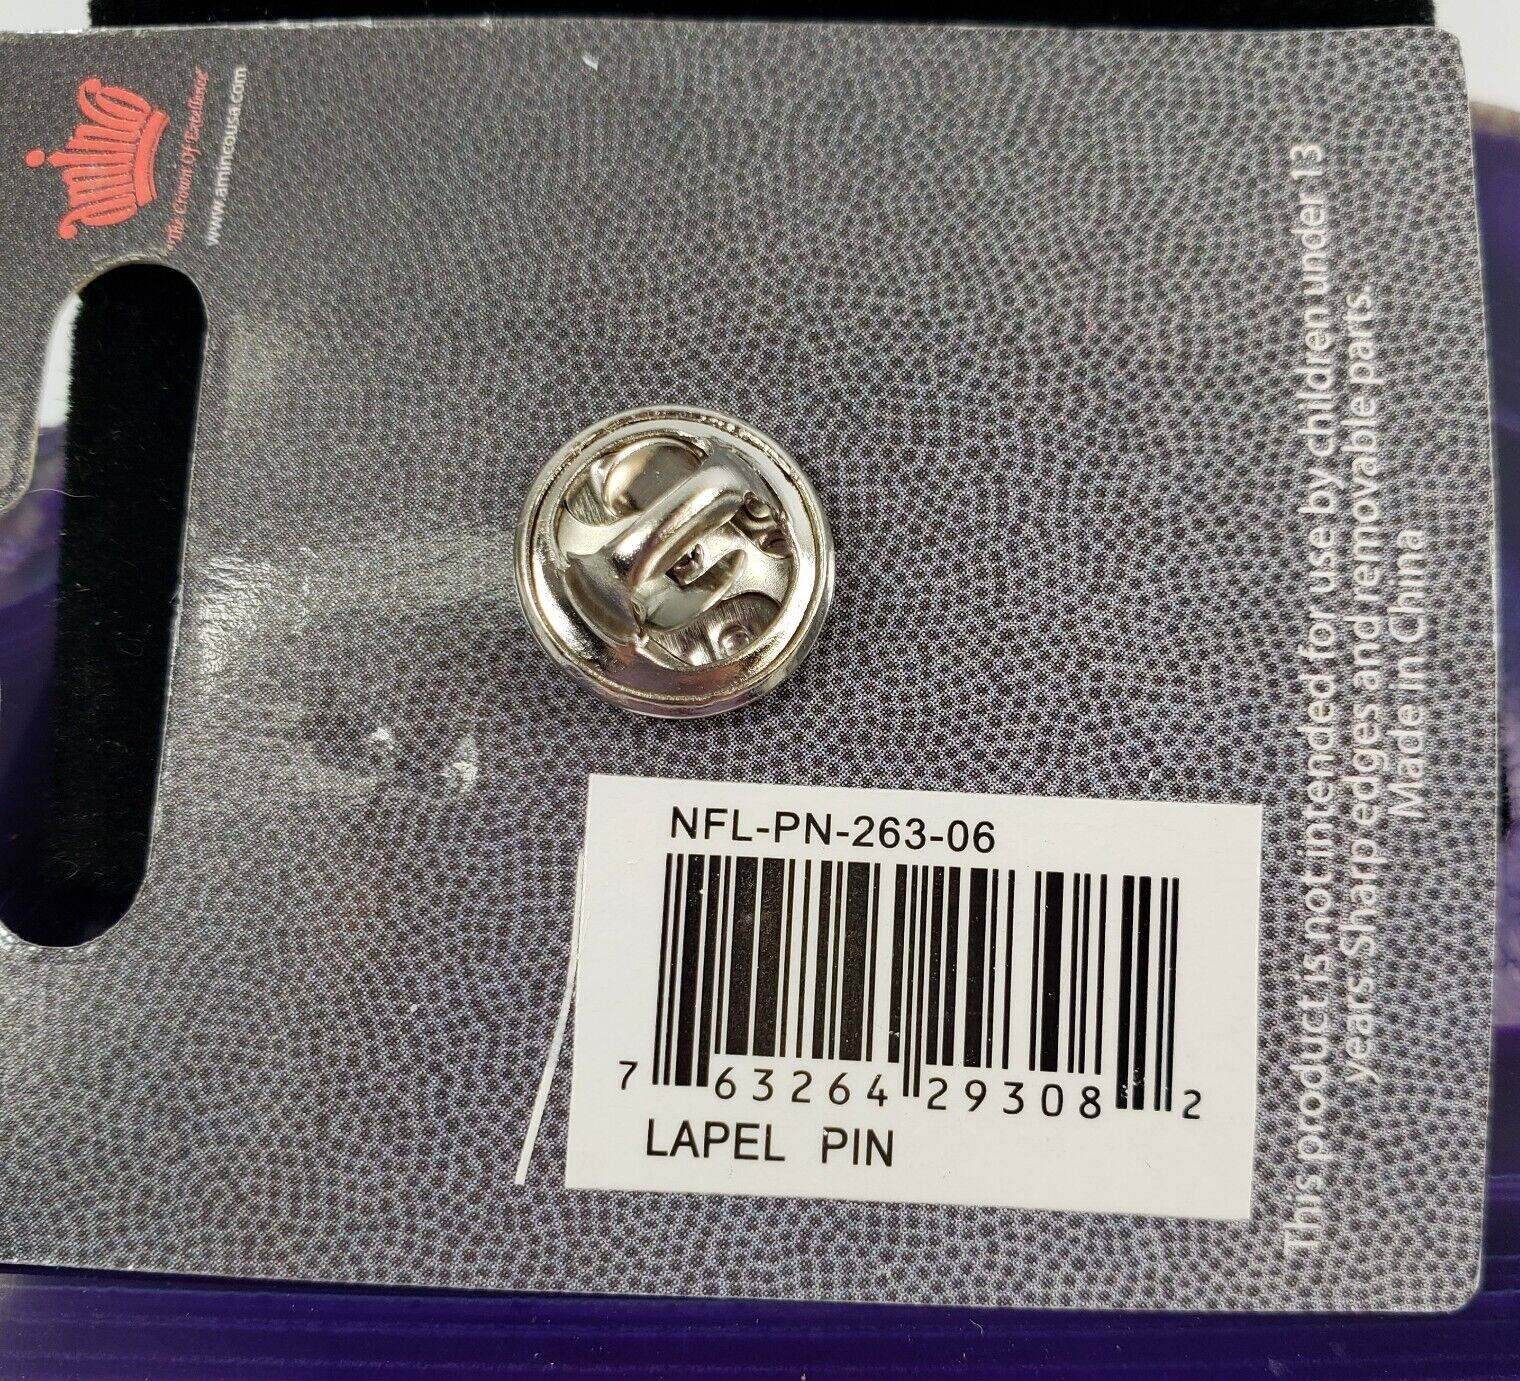 "The Crown Of Excellence"
www.amincousa.com
This product is not intended for use by children under 13
years. Sharp edges and removable parts.
Made in China
NFL-PN-263-06
7 63264 29308 2
LAPEL PIN